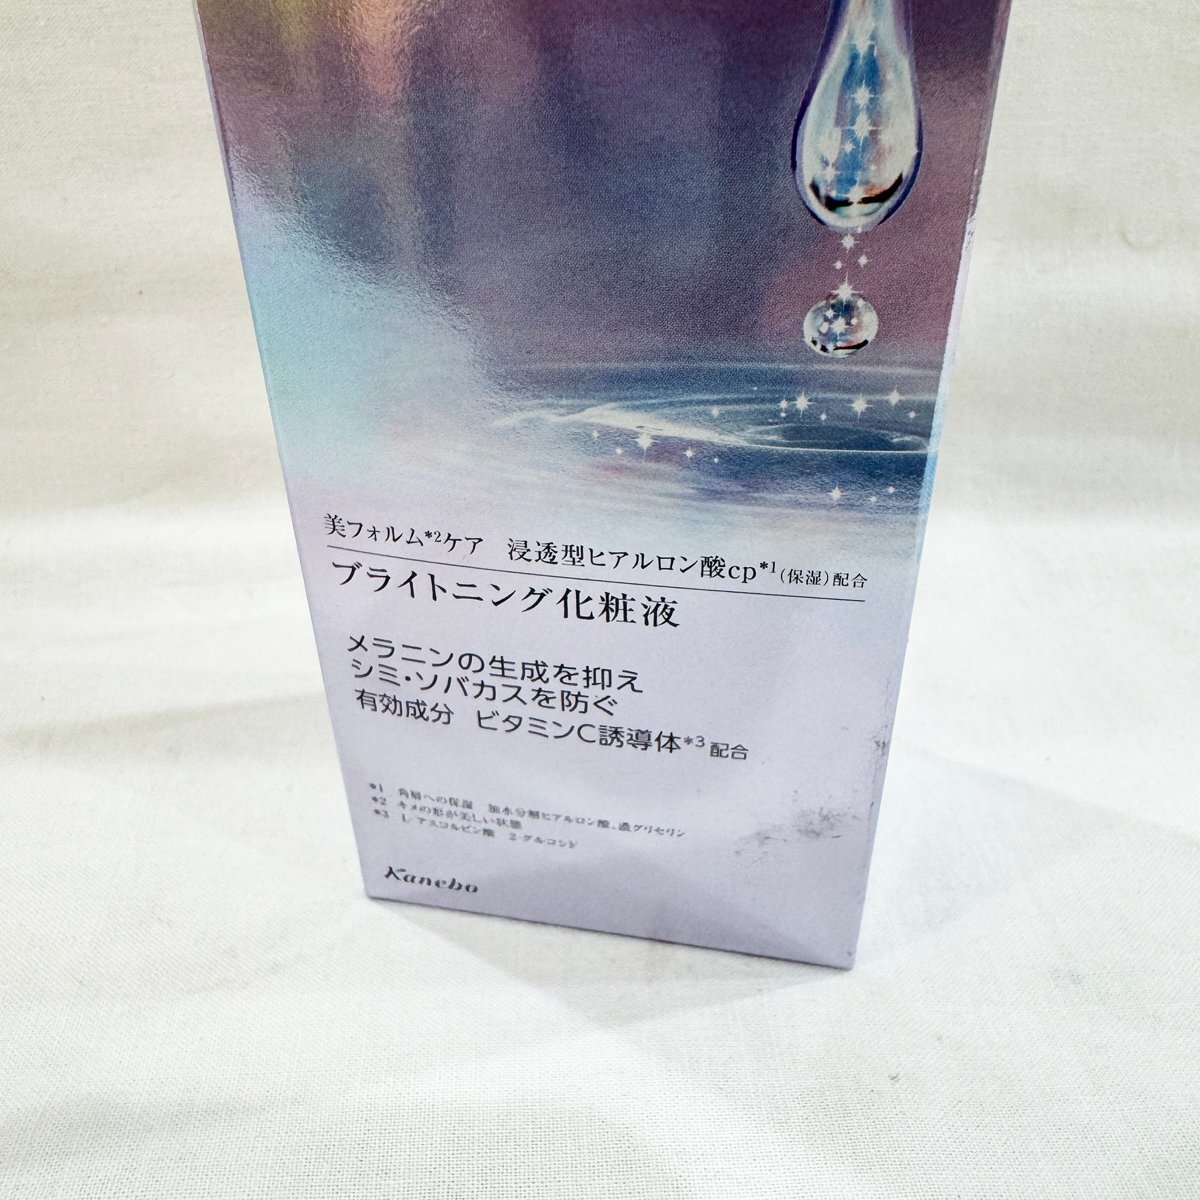 美フォルム*2ケア 浸透型ヒアルロン酸cp*1(保湿)配合
ブライトニング化粧液
メラニンの生成を抑え
シミ・ソバカスを防ぐ
有効成分 ビタミンC誘導体*3配合
*1 角層への保湿 加水分解ヒアルロン酸、濃グリセリン
*2 キメの形が美しい状態
*3 L-アスコルビン酸 2-グルコシド
Kanebo